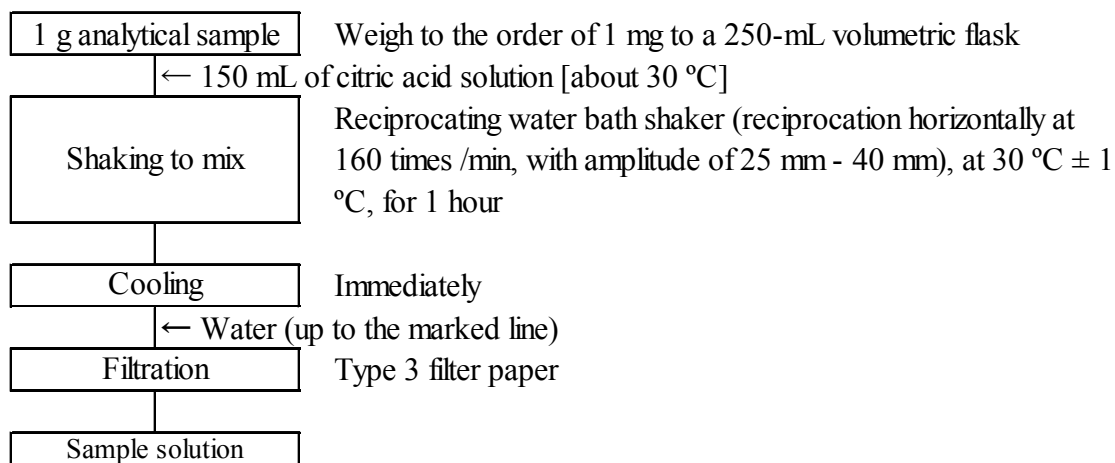 1 g analytical sample Weigh to the order of 1 mg to a 250-mL volumetric flask
← 150 mL of citric acid solution [about 30 ºC]
Shaking to mix
Reciprocating water bath shaker (reciprocation horizontally at
160 times /min, with amplitude of 25 mm - 40 mm), at 30 ºC ± 1
ºC, for 1 hour
Cooling Immediately
← Water (up to the marked line)
Filtration Type 3 filter paper
Sample solution